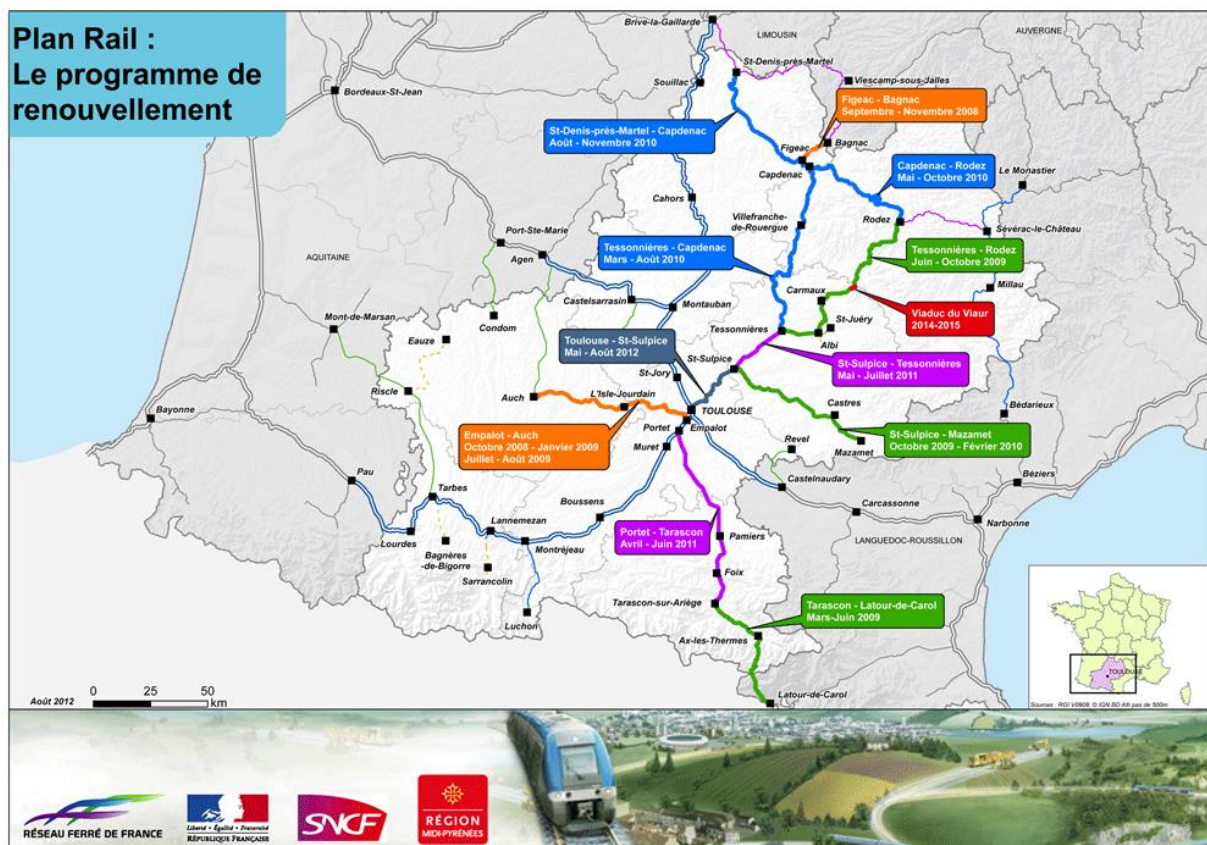 Plan Rail :
Le programme de
renouvellement
Brive-la-Gaillarde
LIMOUSIN
AUVERGNE
St-Denis-près-Martel
Souillac
Viescamp-sous-Jalles
Bordeaux-St-Jean
Figeac - Bagnac
Septembre - Novembre 2008
St-Denis-près-Martel - Capdenac
Août - Novembre 2010
Figeac
Bagnac
Capdenac
Capdenac - Rodez
Mai - Octobre 2010
Le Monastier
Cahors
Villefranche-
de-Rouergue
Rodez
Sévérac-le-Château
Port-Ste-Marie
Agen
AQUITAINE
Tessonnières - Capdenac
Mars - Août 2010
Tessonnières - Rodez
Juin - Octobre 2009
Castelsarrasin
Montauban
Carmaux
Millau
Mont-de-Marsan
Condom
St-Juéry
Viaduc du Viaur
2014-2015
Eauze
Toulouse - St-Sulpice
Mai - Août 2012
Tessonnières
Albi
St-Sulpice
St-Sulpice - Tessonnières
Mai - Juillet 2011
St-Jory
Riscle
Auch
L'Isle-Jourdain
TOULOUSE
Castres
Bédarieux
Bayonne
Portet
Empalot
Empalot - Auch
Octobre 2008 - Janvier 2009
Juillet - Août 2009
Muret
Revel
Mazamet
St-Sulpice - Mazamet
Octobre 2009 - Février 2010
Pau
Tarbes
Castelnaudary
Béziers
Boussens
Carcassonne
Lannemezan
Narbonne
Lourdes
Bagnères
-de-Bigorre
Montréjeau
Portet - Tarascon
Avril - Juin 2011
Pamiers
LANGUEDOC-ROUSSILLON
Sarrancolin
Foix
Luchon
Tarascon-sur-Ariège
Tarascon - Latour-de-Carol
Mars-Juin 2009
Ax-les-Thermes
TOULOUSE
Latour-de-Carol
Août 2012
0 25 50
km
Sources : RGI V0909, © IGN BD Alti pas de 500m
RÉSEAU FERRÉ DE FRANCE
Liberté • Égalité • Fraternité
RÉPUBLIQUE FRANÇAISE
SNCF
RÉGION
MIDI-PYRÉNÉES